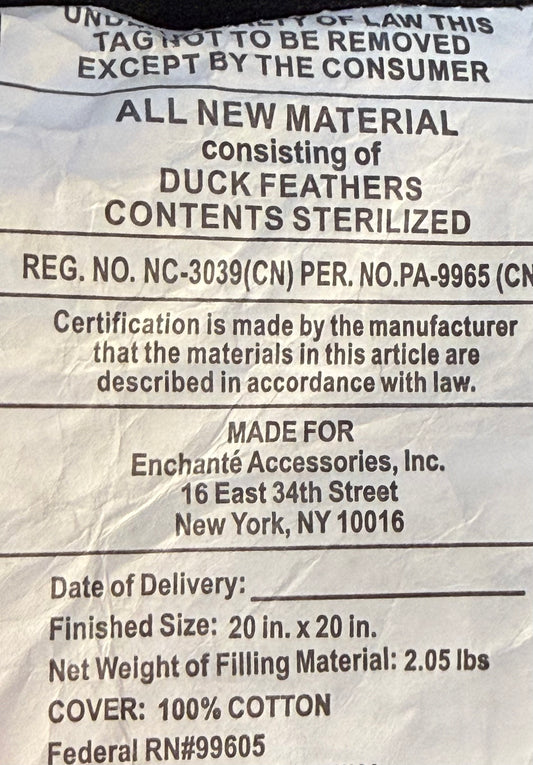 OF LAW THIS
TAG NOT TO BE REMOVED
EXCEPT BY THE CONSUMER
ALL NEW MATERIAL
consisting of
DUCK FEATHERS
CONTENTS STERILIZED
REG. NO. NC-3039(CN) PER. NO.PA-9965 (CN
Certification is made by the manufacturer
that the materials in this article are
described in accordance with law.
MADE FOR
Enchanté Accessories, Inc.
16 East 34th Street
New York, NY 10016
Date of Delivery:
Finished Size: 20 in. x 20 in.
Net Weight of Filling Material: 2.05 lbs
COVER: 100% COTTON
Federal RN#99605